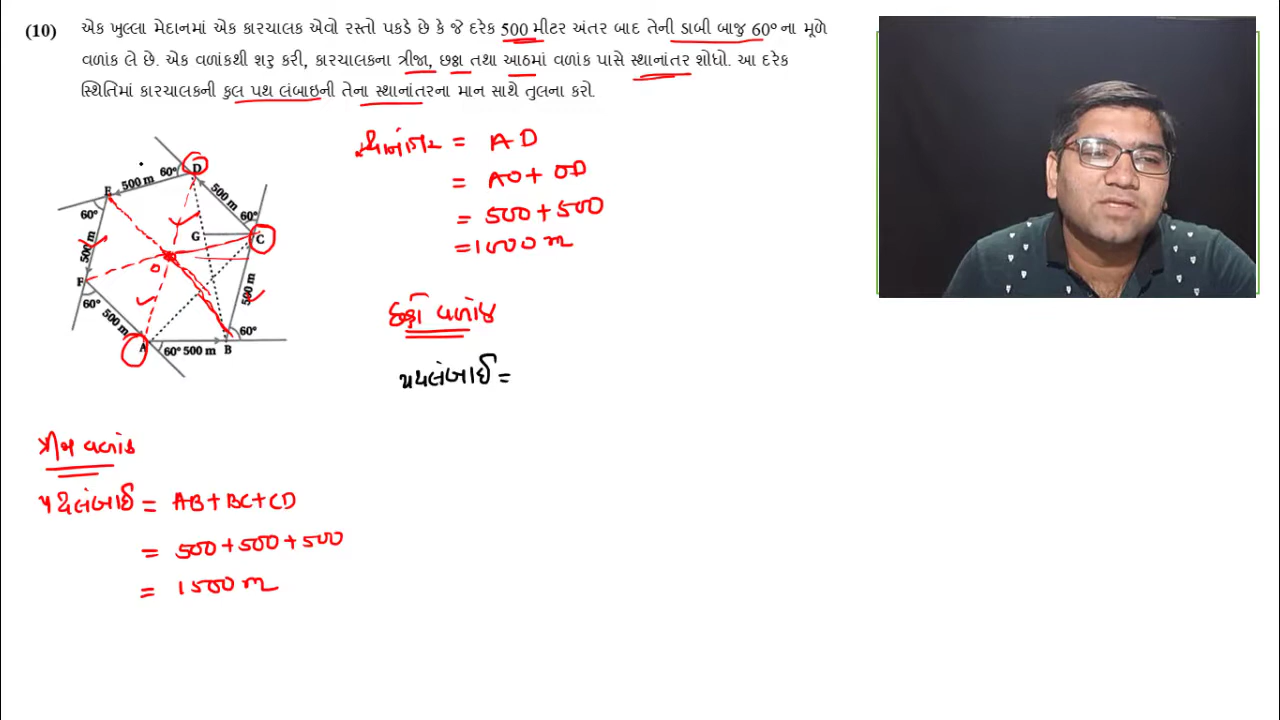 (10) એક ખુલ્લા મેદાનમાં એક કારચાલક એવો રસ્તો પકડે છે કે જે દરેક 500 મીટર અંતર બાદ તેની ડાબી બાજુ 60° ના મૂળે
વળાંક લે છે. એક વળાંકથી શરુ કરી, કારચાલકના ત્રીજા, છઠ્ઠા તથા આઠમાં વળાંક પાસે સ્થાનાંતર શોધો. આ દરેક
સ્થિતિમાં કારચાલકની કુલ પથ લંબાઇની તેના સ્થાનાંતરના માન સાથે તુલના કરો.
સ્થાનાંતર = AD
= AO + OD
= 500 + 500
= 1000 m
D
60°
500 m
E
60°
500 m
60°
G
C
500 m
O
500 m
F
60°
500 m
60°
A
60° 500 m
B
છઠ્ઠો વળાંક
પથલંબાઈ =
ત્રીજા વળાંક
પથલંબાઈ = AB + BC + CD
= 500 + 500 + 500
= 1500 m